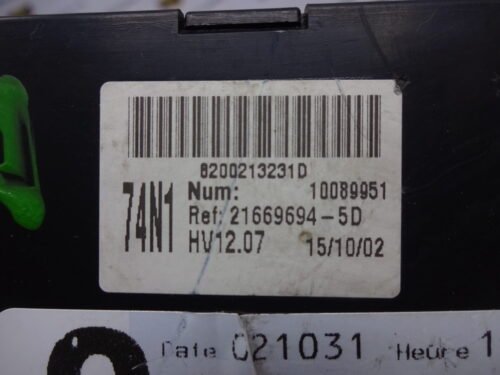 8200213231D
74N1
Num: 10089951
Ref: 21669694-5D
HV12.07 15/10/02
Date 021031 Heure 1